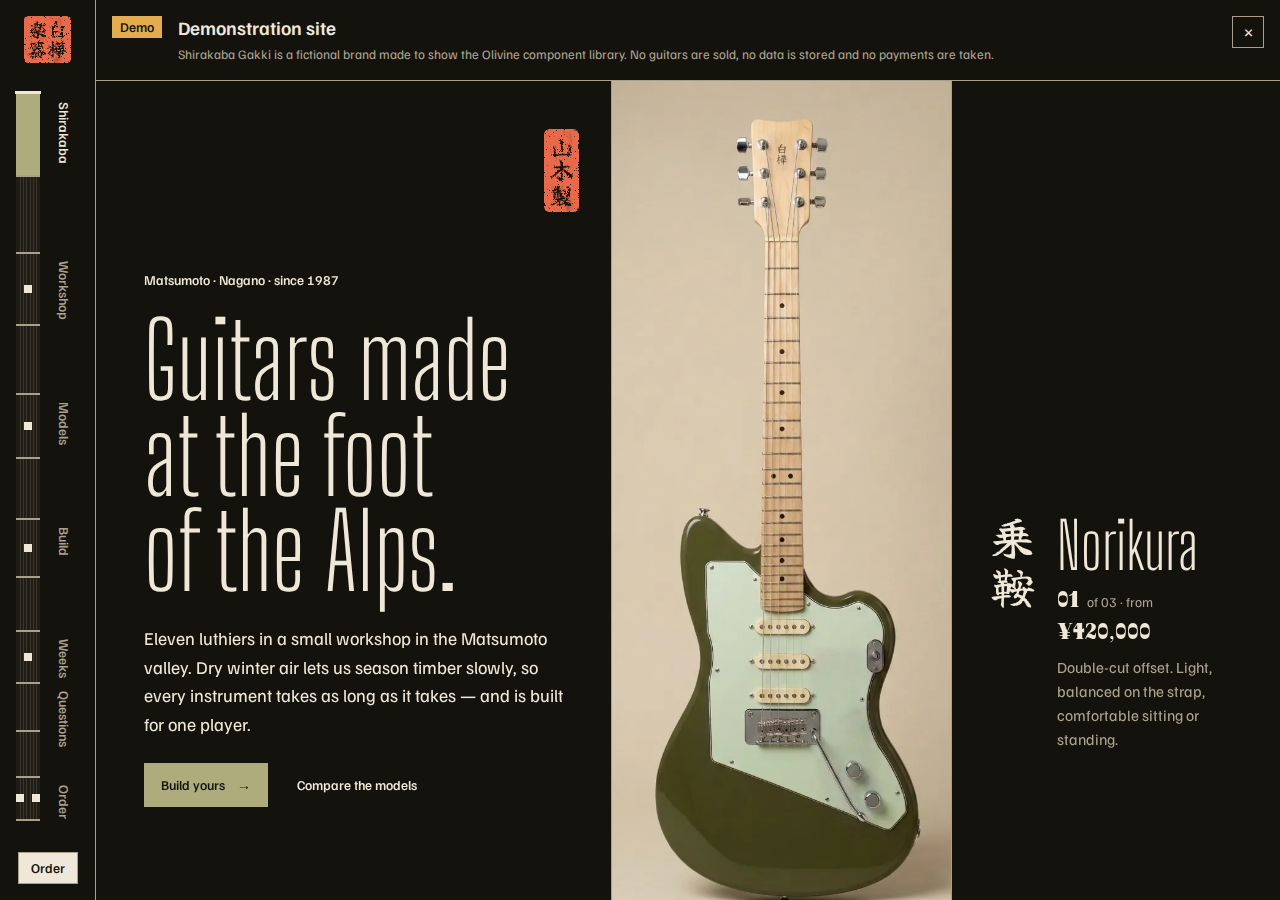 白樺
楽器
Shirakaba
Workshop
Models
Build
Weeks
Questions
Order
Order
Demo
Demonstration site
Shirakaba Gakki is a fictional brand made to show the Olivine component library. No guitars are sold, no data is stored and no payments are taken.
×
山木製
Matsumoto · Nagano · since 1987
Guitars made
at the foot
of the Alps.
Eleven luthiers in a small workshop in the Matsumoto
valley. Dry winter air lets us season timber slowly, so
every instrument takes as long as it takes — and is built
for one player.
Build yours →
Compare the models
白樺
乗鞍
Norikura
01 of 03 · from
¥420,000
Double-cut offset. Light,
balanced on the strap,
comfortable sitting or
standing.